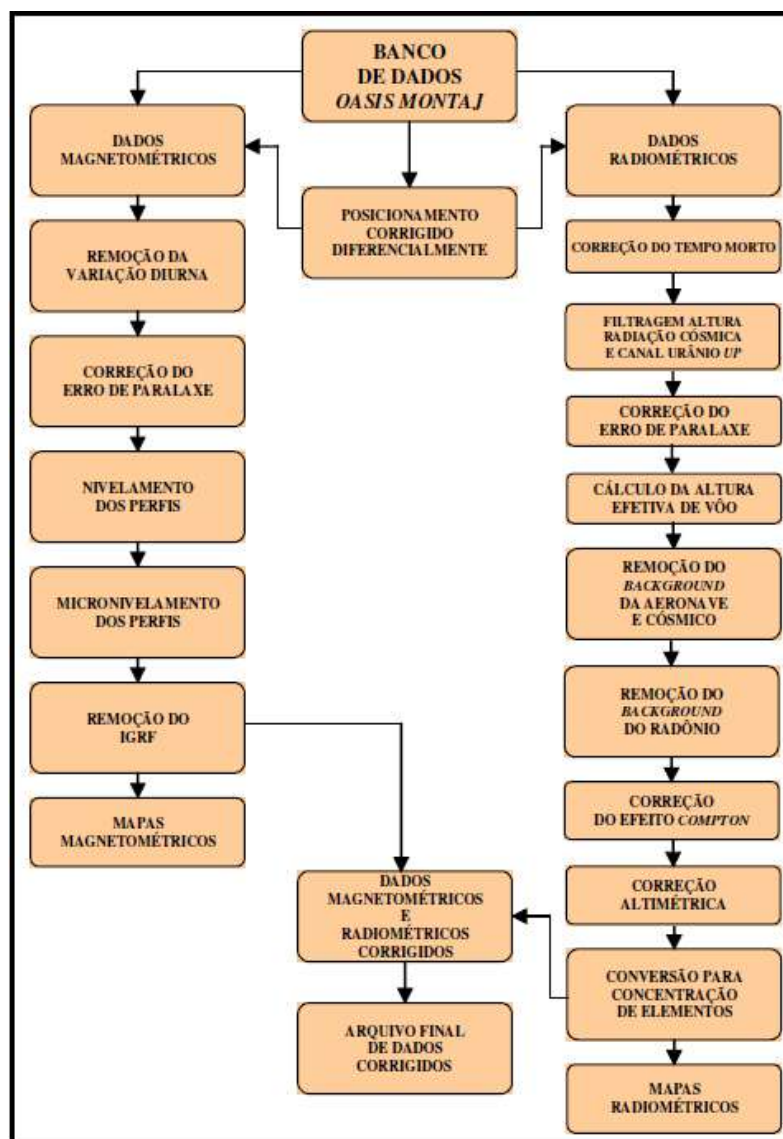 BANCO
DE DADOS
OASIS MONTAJ
DADOS
MAGNETOMÉTRICOS
DADOS
RADIOMÉTRICOS
POSICIONAMENTO
CORRIGIDO
DIFERENCIALMENTE
REMOÇÃO DA
VARIAÇÃO DIURNA
CORREÇÃO DO
ERRO DE PARALAXE
NIVELAMENTO
DOS PERFIS
MICRONIVELAMENTO
DOS PERFIS
REMOÇÃO DO
IGRF
MAPAS
MAGNETOMÉTRICOS
CORREÇÃO DO TEMPO MORTO
FILTRAGEM ALTURA
RADIAÇÃO CÓSMICA
E CANAL URÂNIO UP
CORREÇÃO DO
ERRO DE PARALAXE
CÁLCULO DA ALTURA
EFETIVA DE VÔO
REMOÇÃO DO
BACKGROUND
DA AERONAVE
E CÓSMICO
REMOÇÃO DO
BACKGROUND
DO RADÔNIO
CORREÇÃO
DO EFEITO COMPTON
CORREÇÃO
ALTIMÉTRICA
CONVERSÃO PARA
CONCENTRAÇÃO
DE ELEMENTOS
MAPAS
RADIOMÉTRICOS
DADOS
MAGNETOMÉTRICOS
E
RADIOMÉTRICOS
CORRIGIDOS
ARQUIVO FINAL
DE DADOS
CORRIGIDOS